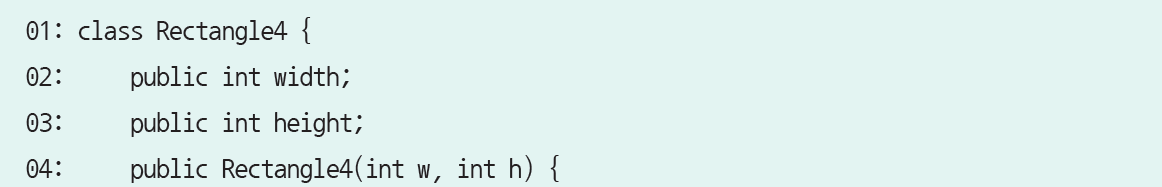 01: class Rectangle4 {
02:     public int width;
03:     public int height;
04:     public Rectangle4(int w, int h) {